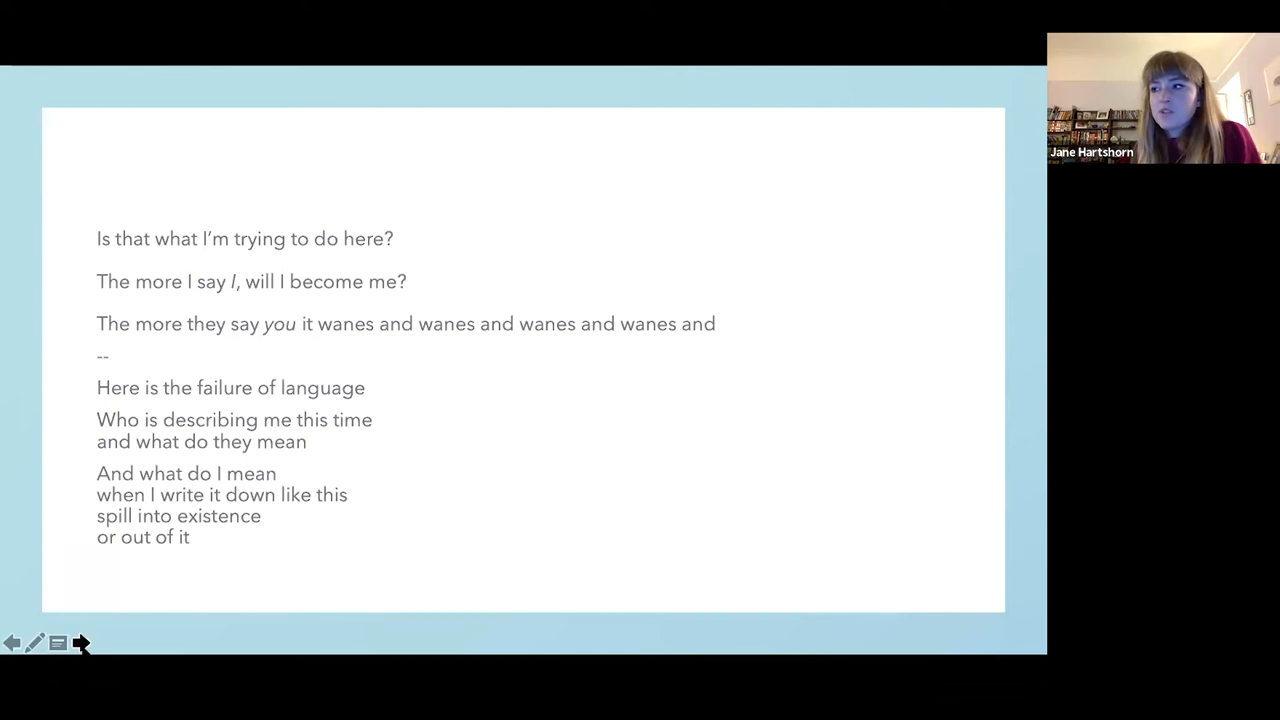 Is that what I’m trying to do here?
The more I say I, will I become me?
The more they say you it wanes and wanes and wanes and wanes and
--
Here is the failure of language
Who is describing me this time
and what do they mean
And what do I mean
when I write it down like this
spill into existence
or out of it
Jane Hartshorn